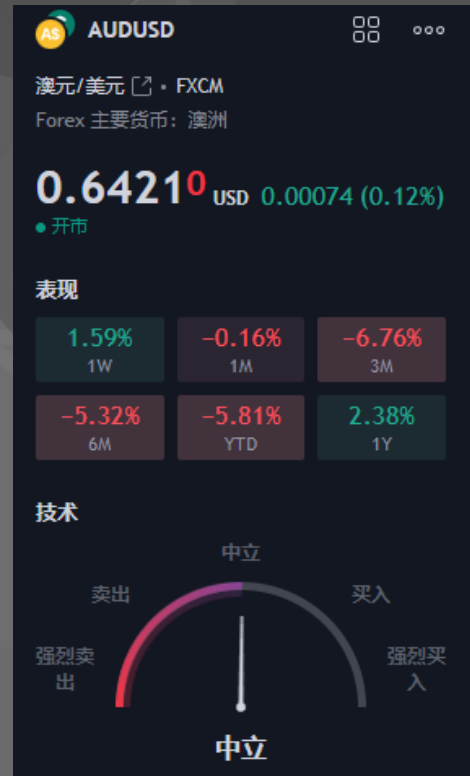 A$ AUDUSD
澳元/美元 • FXCM
Forex 主要货币：澳洲
0.64210 USD 0.00074 (0.12%)
开市
表现
1.59% −0.16% −6.76%
1W 1M 3M
−5.32% −5.81% 2.38%
6M YTD 1Y
技术
中立
卖出 买入
强烈卖出 强烈买入
中立